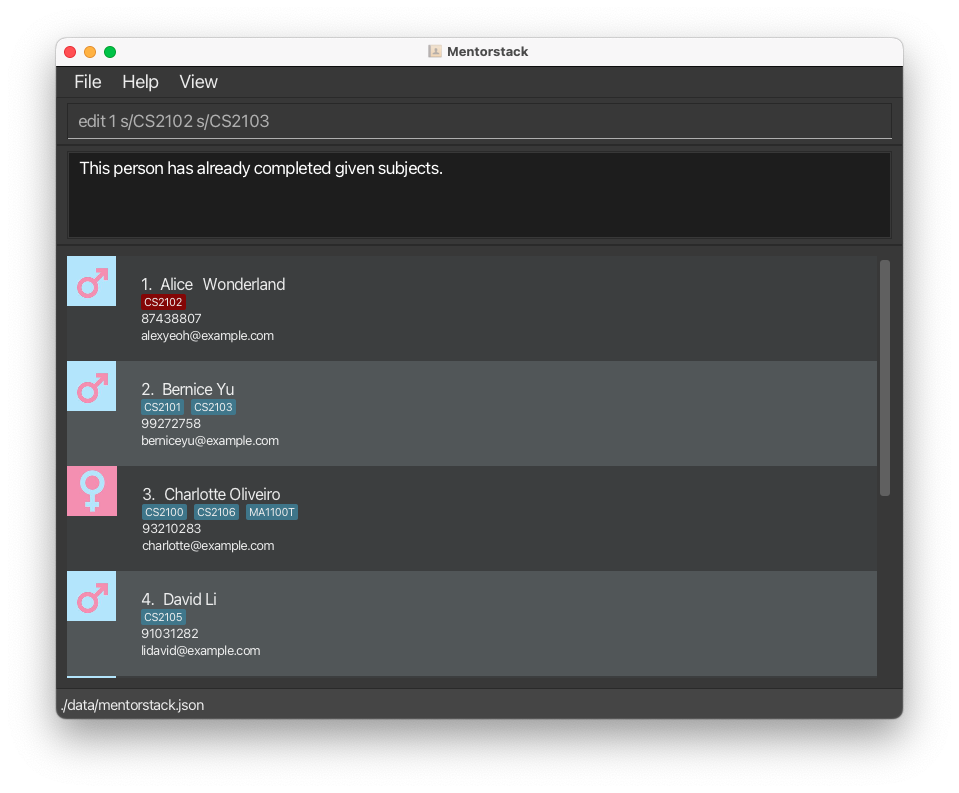 Mentorstack
File Help View
edit 1 s/CS2102 s/CS2103
This person has already completed given subjects.
1. Alice Wonderland
CS2102
87438807
alexyeoh@example.com
2. Bernice Yu
CS2101 CS2103
99272758
berniceyu@example.com
3. Charlotte Oliveiro
CS2100 CS2106 MA1100T
93210283
charlotte@example.com
4. David Li
CS2105
91031282
lidavid@example.com
./data/mentorstack.json